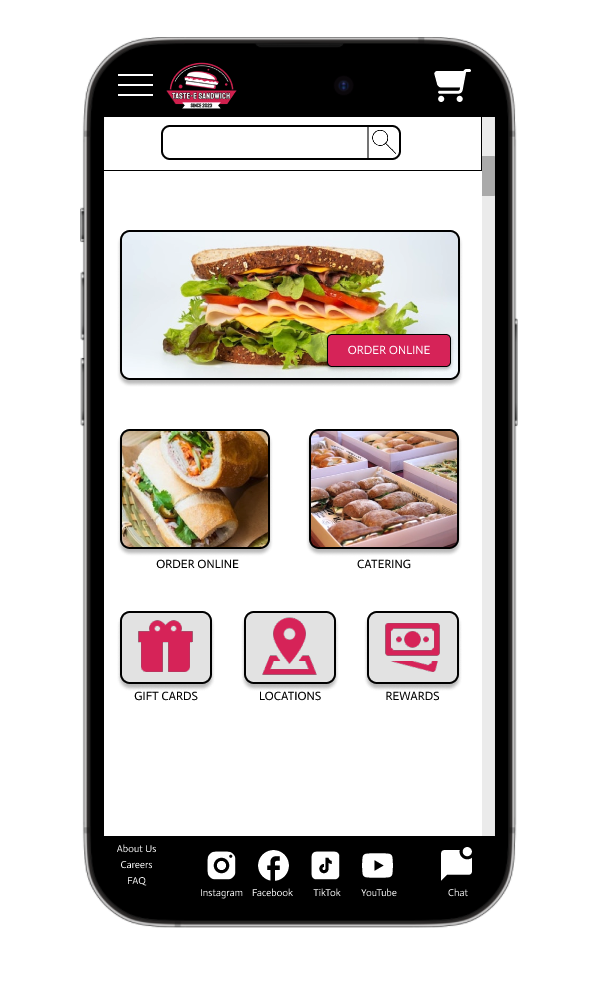 TASTE-E SANDWICH
SINCE 2023
ORDER ONLINE
ORDER ONLINE
CATERING
GIFT CARDS
LOCATIONS
REWARDS
About Us
Careers
FAQ
Instagram
Facebook
TikTok
YouTube
Chat